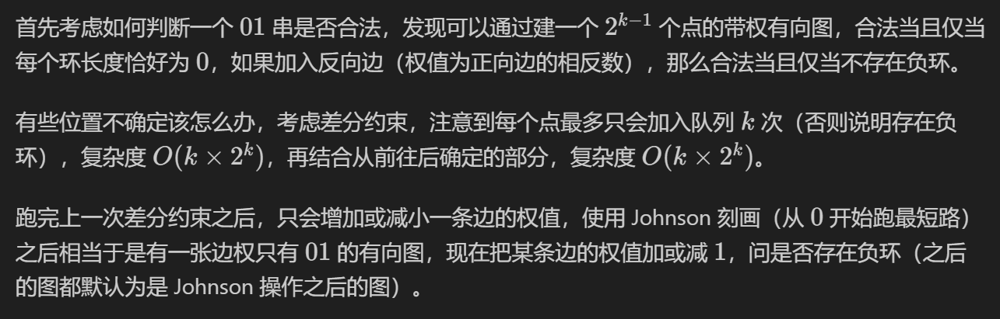 首先考虑如何判断一个 01 串是否合法，发现可以通过建一个 2^{k−1} 个点的带权有向图，合法当且仅当
每个环长度恰好为 0，如果加入反向边（权值为正向边的相反数），那么合法当且仅当不存在负环。
有些位置不确定该怎么办，考虑差分约束，注意到每个点最多只会加入队列 k 次（否则说明存在负
环），复杂度 O(k × 2^k)，再结合从前往后确定的部分，复杂度 O(k × 2^k)。
跑完上一次差分约束之后，只会增加或减小一条边的权值，使用 Johnson 刻画（从 0 开始跑最短路）
之后相当于是有一张边权只有 01 的有向图，现在把某条边的权值加或减 1，问是否存在负环（之后
的图都默认为是 Johnson 操作之后的图）。